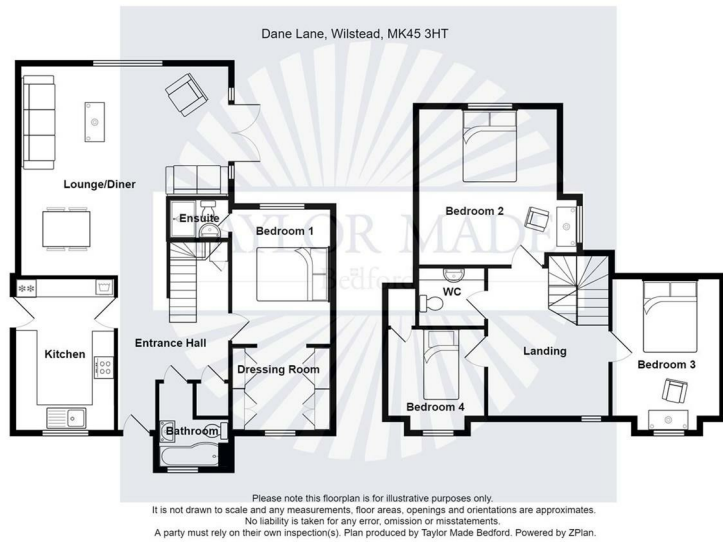 Dane Lane, Wilstead, MK45 3HT
Lounge/Diner
Ensuite
Bedroom 1
Bedroom 2
TAYLOR MADE
Bedford
WC
Kitchen
Entrance Hall
Dressing Room
Landing
Bedroom 3
Bedroom 4
Bathroom
Please note this floorplan is for illustrative purposes only.
It is not drawn to scale and any measurements, floor areas, openings and orientations are approximates.
No liability is taken for any error, omission or misstatements.
A party must rely on their own inspection(s). Plan produced by Taylor Made Bedford. Powered by ZPlan.